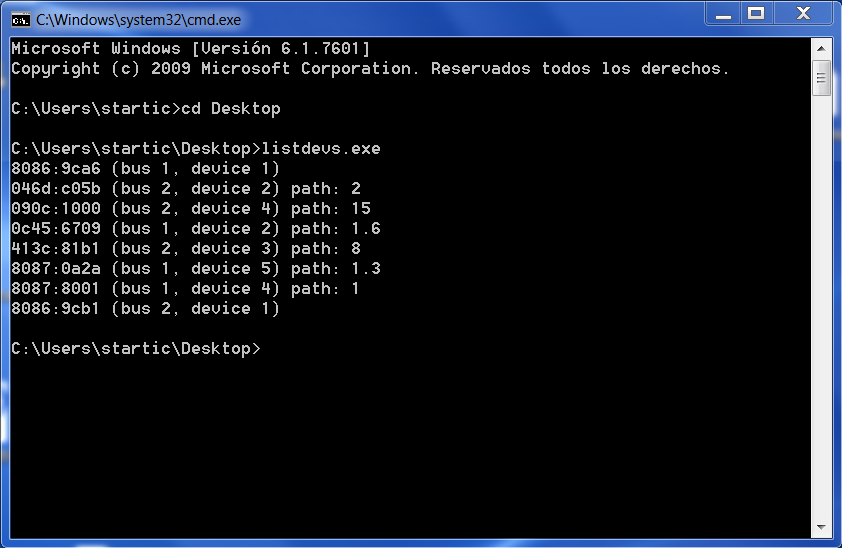 C:\Windows\system32\cmd.exe
Microsoft Windows [Versión 6.1.7601]
Copyright (c) 2009 Microsoft Corporation. Reservados todos los derechos.
C:\Users\startic>cd Desktop
C:\Users\startic\Desktop>listdevs.exe
8086:9ca6 (bus 1, device 1)
046d:c05b (bus 2, device 2) path: 2
090c:1000 (bus 2, device 4) path: 15
0c45:6709 (bus 1, device 2) path: 1.6
413c:81b1 (bus 2, device 3) path: 8
8087:0a2a (bus 1, device 5) path: 1.3
8087:8001 (bus 1, device 4) path: 1
8086:9cb1 (bus 2, device 1)
C:\Users\startic\Desktop>